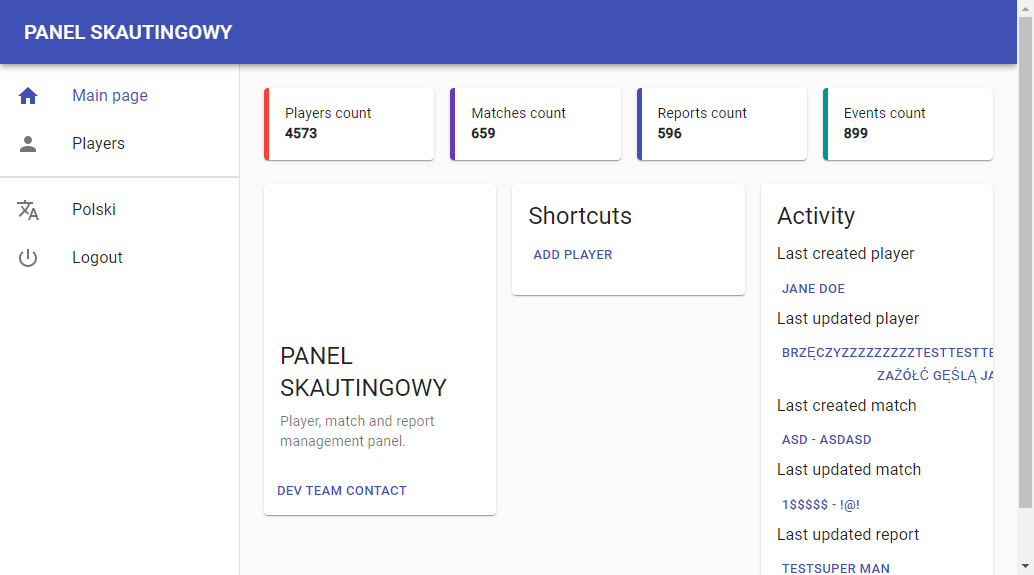 PANEL SKAUTINGOWY
Main page
Players
Polski
Logout
Players count
4573
Matches count
659
Reports count
596
Events count
899
PANEL
SKAUTINGOWY
Player, match and report
management panel.
DEV TEAM CONTACT
Shortcuts
ADD PLAYER
Activity
Last created player
JANE DOE
Last updated player
BRZĘCZYZZZZZZZZZTESTTESTTE
ZAŻÓŁĆ GĘŚLĄ JA
Last created match
ASD - ASDASD
Last updated match
1$$$$$ - !@!
Last updated report
TESTSUPER MAN